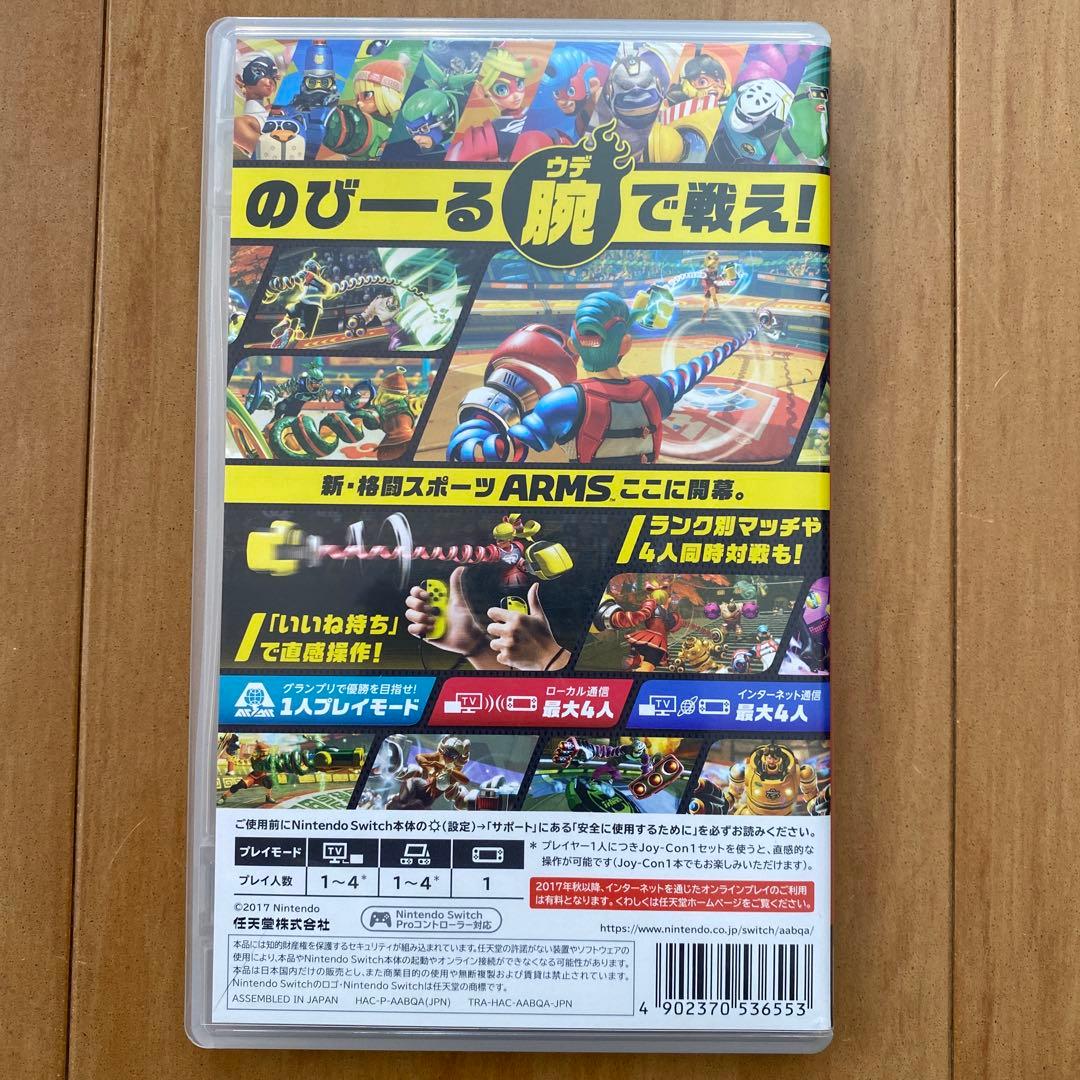 のびーる腕で戦え!
ウデ
新・格闘スポーツ ARMS™ ここに開幕。
ランク別マッチや
4人同時対戦も!
「いいね持ち」
で直感操作!
グランプリで優勝を目指せ!
1人プレイモード
TV
ローカル通信
最大4人
TV
インターネット通信
最大4人
ご使用前にNintendo Switch本体の(設定)→「サポート」にある「安全に使用するために」を必ずお読みください。
プレイモード TV
プレイ人数 1~4* 1~4* 1
* プレイヤー1人につきJoy-Con1セットを使うと、直感的な
操作が可能です(Joy-Con1本でもお楽しみいただけます)。
2017年秋以降、インターネットを通じたオンラインプレイのご利用
は有料となります。くわしくは任天堂ホームページをご覧ください。
©2017 Nintendo
任天堂株式会社
Nintendo Switch
Proコントローラー対応
https://www.nintendo.co.jp/switch/aabqa/
本品には知的財産権を保護するセキュリティが組み込まれています。任天堂の許諾がない装置やソフトウェアの
使用により、本品やNintendo Switch本体の起動やオンライン接続ができなくなる可能性があります。
本品は日本国内だけの販売とし、また商業目的の使用や無断複製および賃貸は禁止されています。
Nintendo Switchのロゴ・Nintendo Switchは任天堂の商標です。
ASSEMBLED IN JAPAN HAC-P-AABQA(JPN) TRA-HAC-AABQA-JPN
4 902370 536553